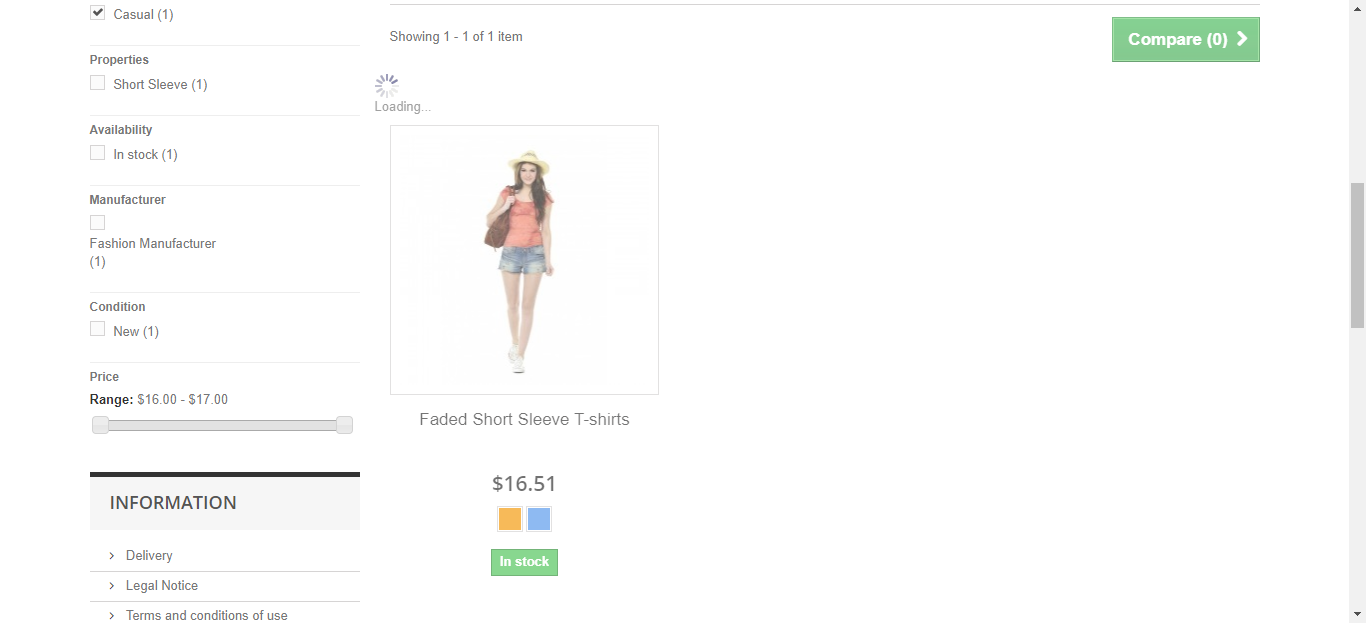 Casual (1)
Properties
Short Sleeve (1)
Availability
In stock (1)
Manufacturer
Fashion Manufacturer
(1)
Condition
New (1)
Price
Range: $16.00 - $17.00
INFORMATION
Delivery
Legal Notice
Terms and conditions of use
Showing 1 - 1 of 1 item
Compare (0)
Loading...
Faded Short Sleeve T-shirts
$16.51
In stock